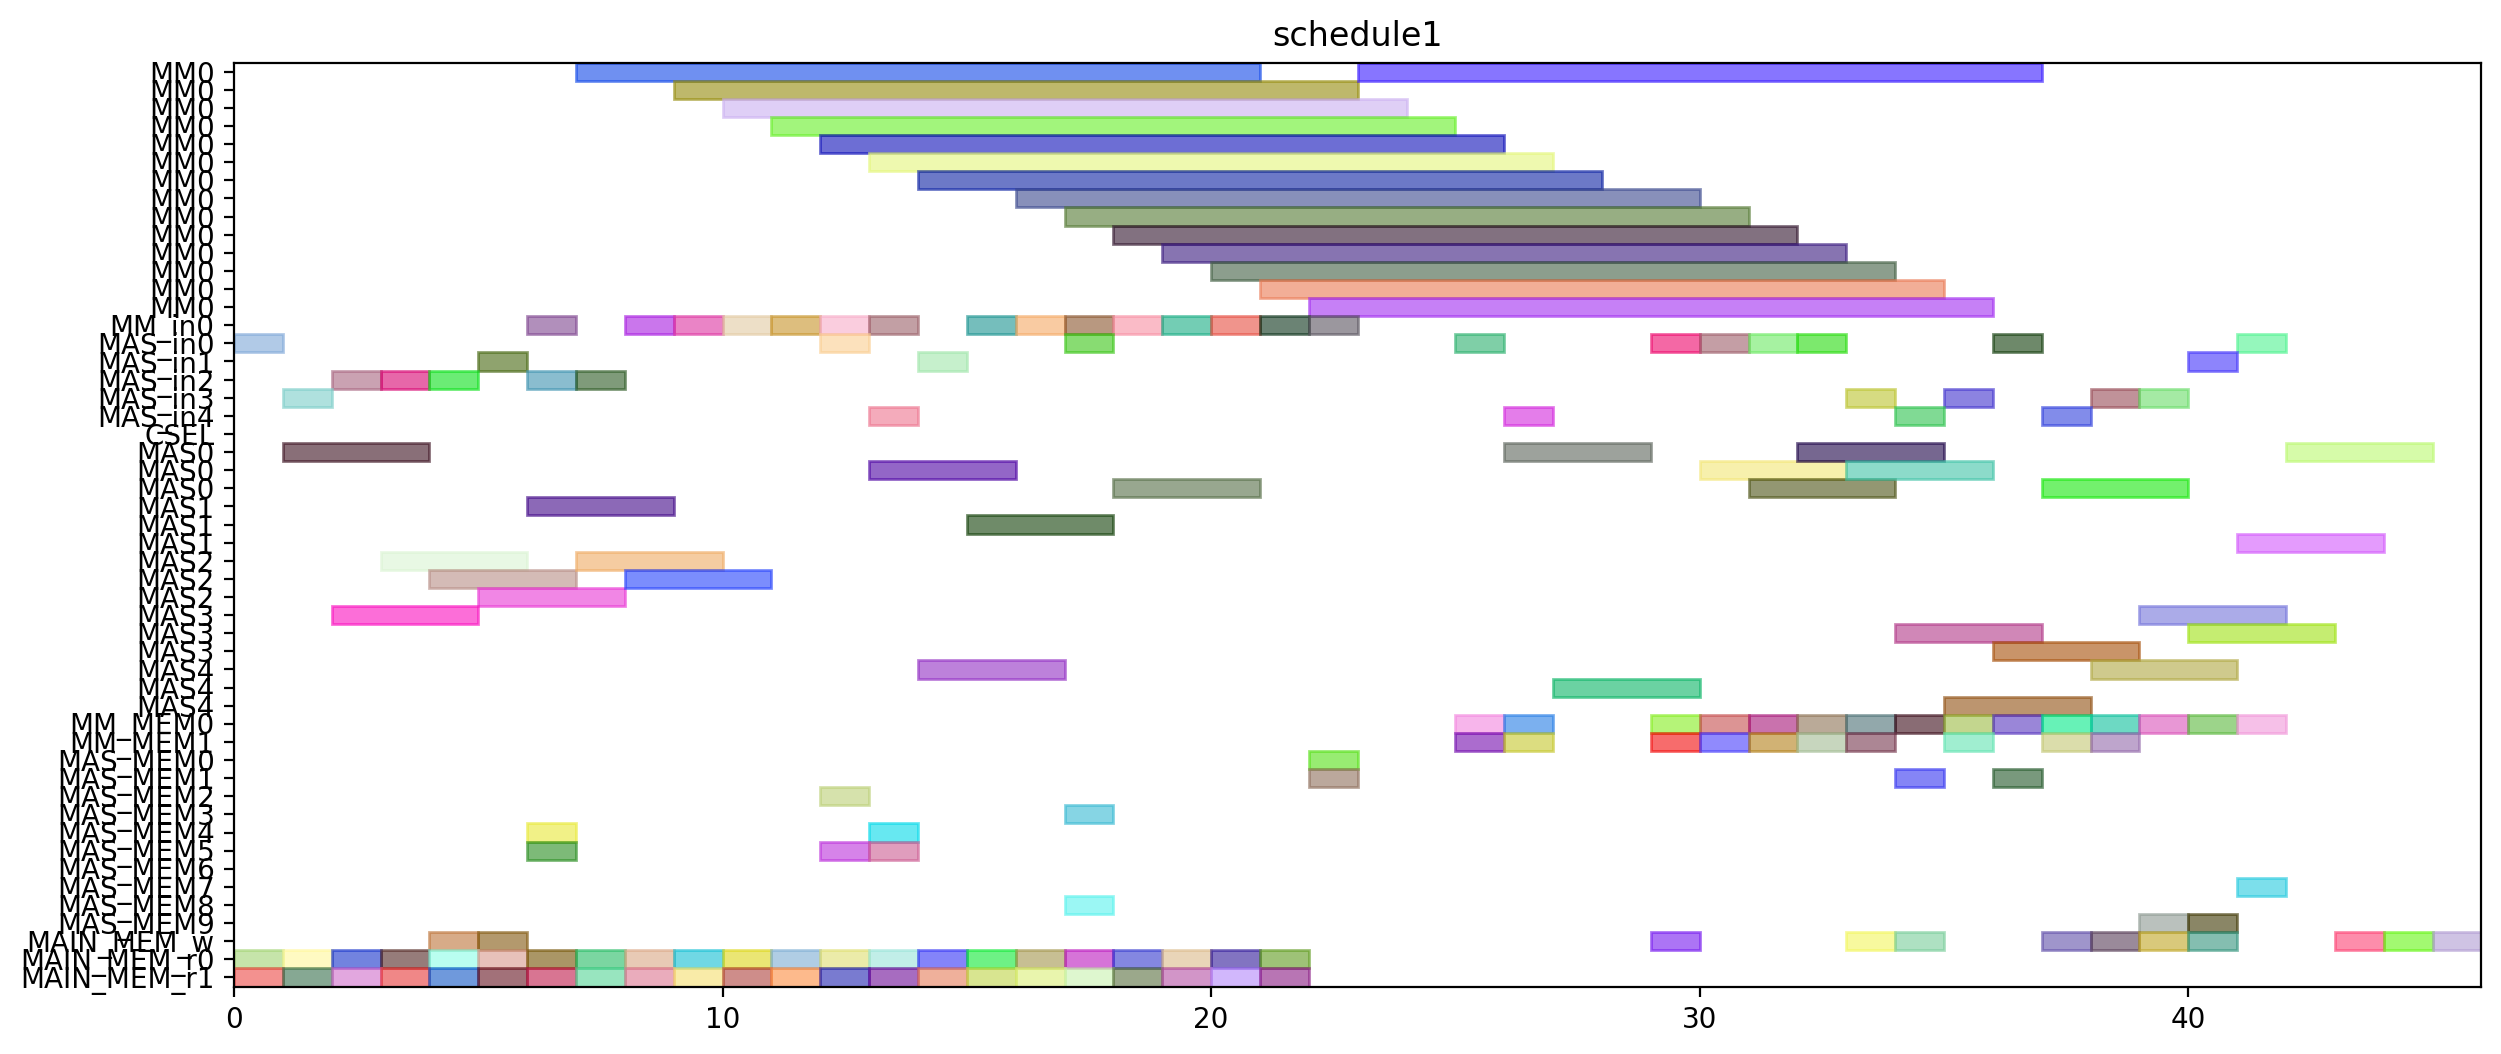 schedule1
MM0
MM0
MM0
MM0
MM0
MM0
MM0
MM0
MM0
MM0
MM0
MM0
MM0
MM0
MM_in0
MAS_in0
MAS_in1
MAS_in2
MAS_in3
MAS_in4
CSEL
MAS0
MAS0
MAS0
MAS1
MAS1
MAS1
MAS2
MAS2
MAS2
MAS3
MAS3
MAS3
MAS4
MAS4
MAS4
MM_MEM0
MM_MEM1
MAS_MEM0
MAS_MEM1
MAS_MEM2
MAS_MEM3
MAS_MEM4
MAS_MEM5
MAS_MEM6
MAS_MEM7
MAS_MEM8
MAS_MEM9
MAIN_MEM_w
MAIN_MEM_r0
MAIN_MEM_r1
0 10 20 30 40